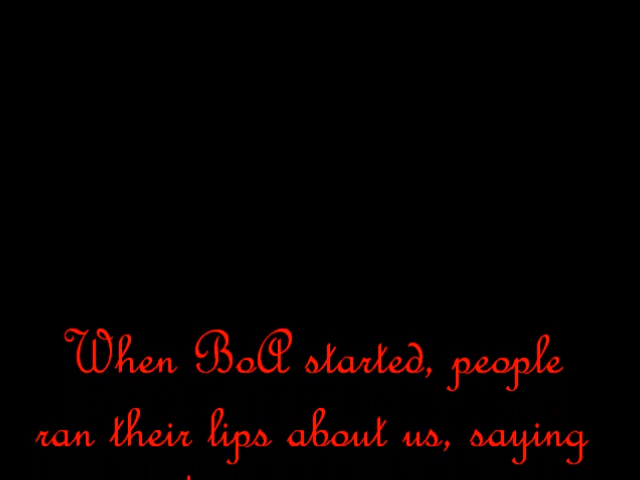 When BoA started, people
ran their lips about us, saying